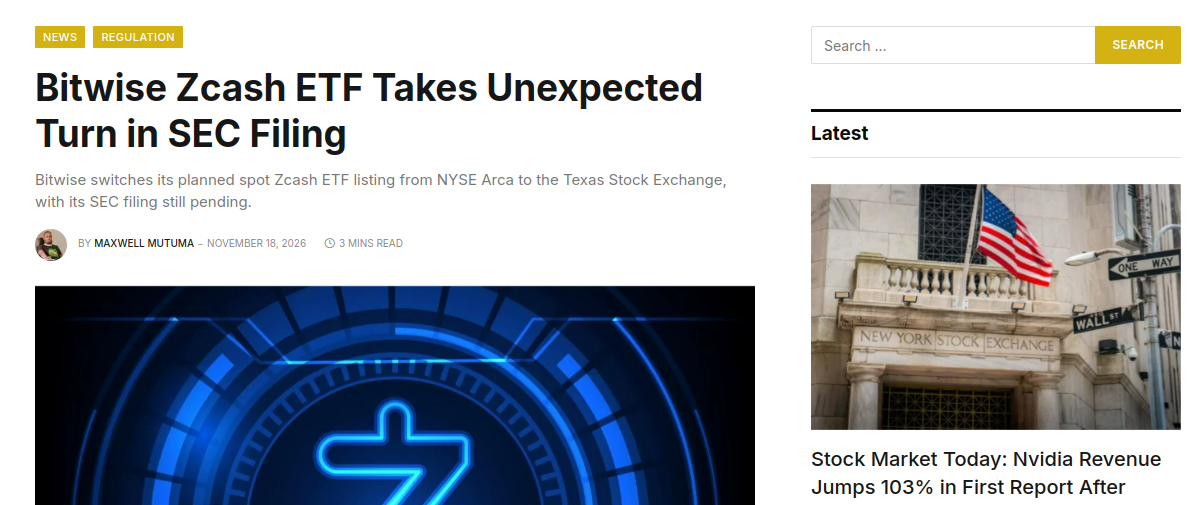 NEWS REGULATION
Bitwise Zcash ETF Takes Unexpected
Turn in SEC Filing
Bitwise switches its planned spot Zcash ETF listing from NYSE Arca to the Texas Stock Exchange,
with its SEC filing still pending.
BY MAXWELL MUTUMA – NOVEMBER 18, 2026 3 MINS READ
Search ... SEARCH
Latest
ONE WAY
WALL ST
NEW YORK STOCK EXCHANGE
N
Stock Market Today: Nvidia Revenue
Jumps 103% in First Report After